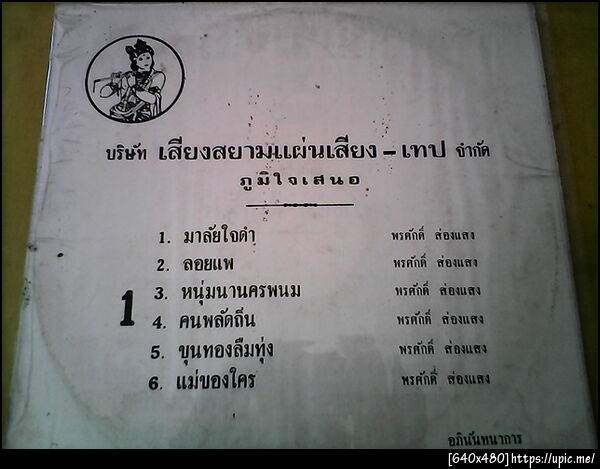 บริษัท เสียงสยามแผ่นเสียง – เทป จำกัด
ภูมิใจเสนอ
1
1. มาลัยใจดำ พรศักดิ์ ส่องแสง
2. ลอยแพ พรศักดิ์ ส่องแสง
3. หนุ่มนานครพนม พรศักดิ์ ส่องแสง
4. คนพลัดถิ่น พรศักดิ์ ส่องแสง
5. ขุนทองลืมทุ่ง พรศักดิ์ ส่องแสง
6. แม่ของใคร พรศักดิ์ ส่องแสง
อภินันทนาการ
[640x480]https://upic.me/